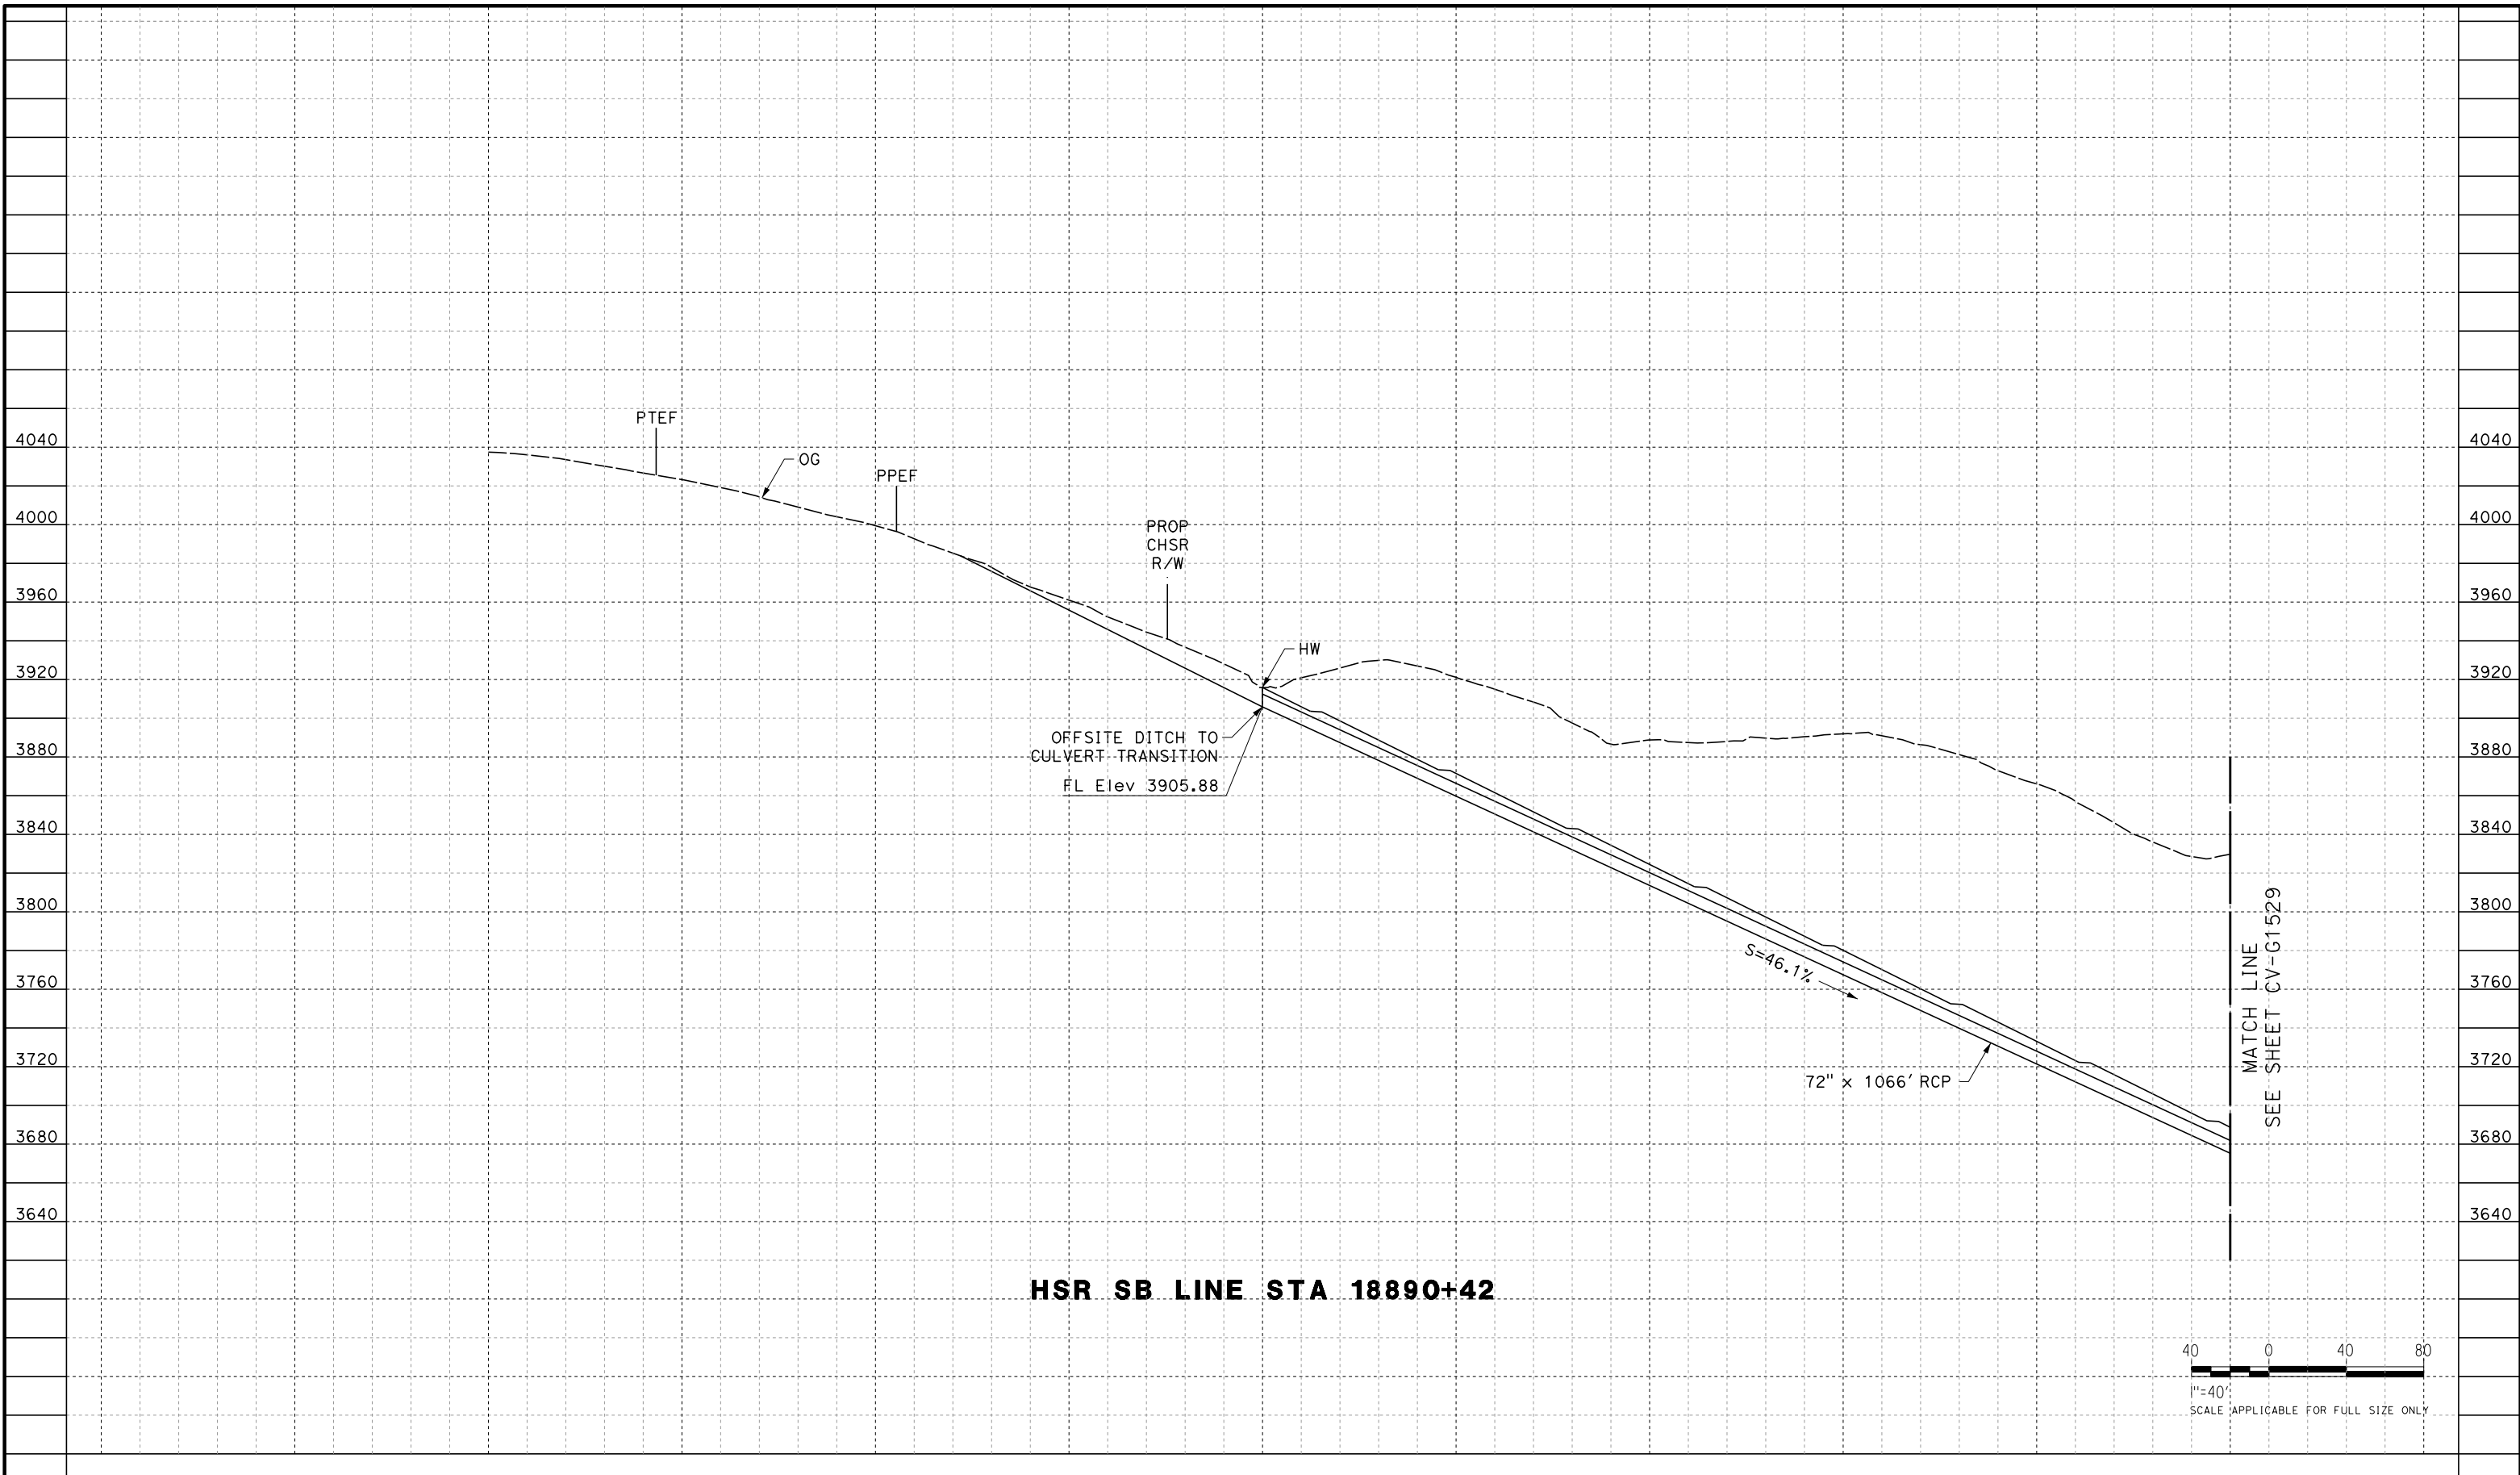 PTEF
OG
PPEF
PROP
CHSR
R/W
HW
OFFSITE DITCH TO
CULVERT TRANSITION
FL Elev 3905.88
S=46.1%
72" x 1066' RCP
MATCH LINE
SEE SHEET CV-G1529
4040
4000
3960
3920
3880
3840
3800
3760
3720
3680
3640
4040
4000
3960
3920
3880
3840
3800
3760
3720
3680
3640
HSR SB LINE STA 18890+42
40 0 40 80
1"=40'
SCALE APPLICABLE FOR FULL SIZE ONLY